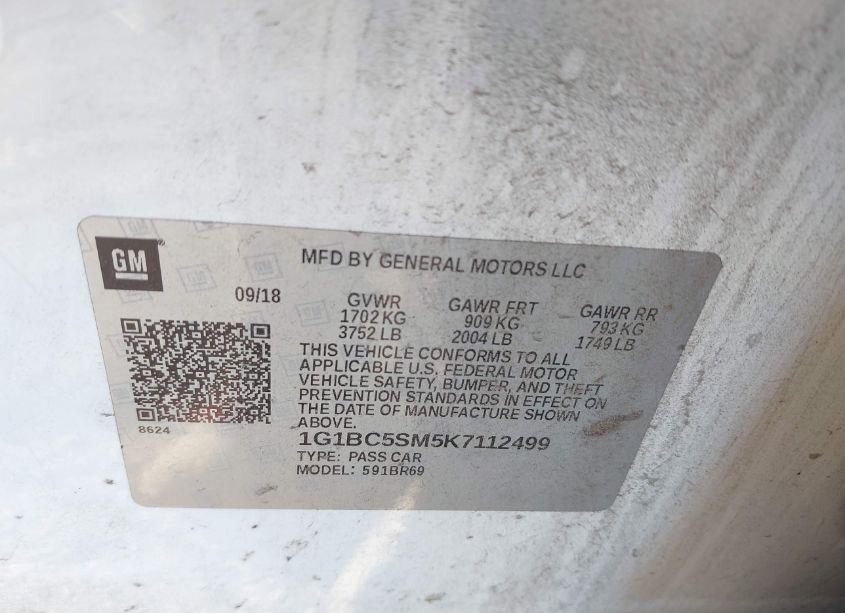 GM
MFD BY GENERAL MOTORS LLC
09/18
GVWR GAWR FRT GAWR RR
1702 KG 909 KG 793 KG
3752 LB 2004 LB 1749 LB
THIS VEHICLE CONFORMS TO ALL
APPLICABLE U.S. FEDERAL MOTOR
VEHICLE SAFETY, BUMPER, AND THEFT
PREVENTION STANDARDS IN EFFECT ON
THE DATE OF MANUFACTURE SHOWN
ABOVE.
8624
1G1BC5SM5K7112499
TYPE: PASS CAR
MODEL: 591BR69